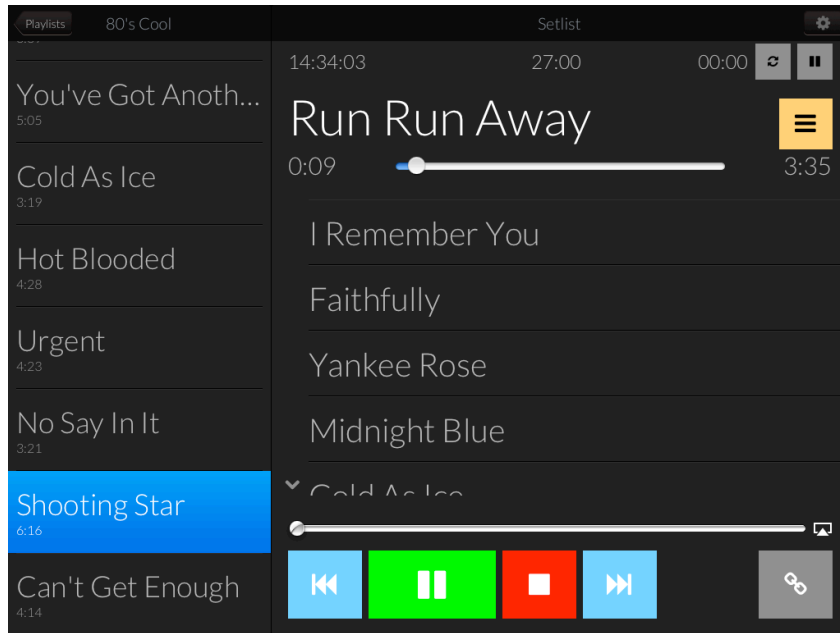 Playlists
80's Cool
You've Got Anoth...
5:05
Cold As Ice
3:19
Hot Blooded
4:28
Urgent
4:23
No Say In It
3:21
Shooting Star
6:16
Can't Get Enough
4:14
Setlist
14:34:03
27:00
00:00
Run Run Away
0:09
3:35
I Remember You
Faithfully
Yankee Rose
Midnight Blue
Cold As Ice